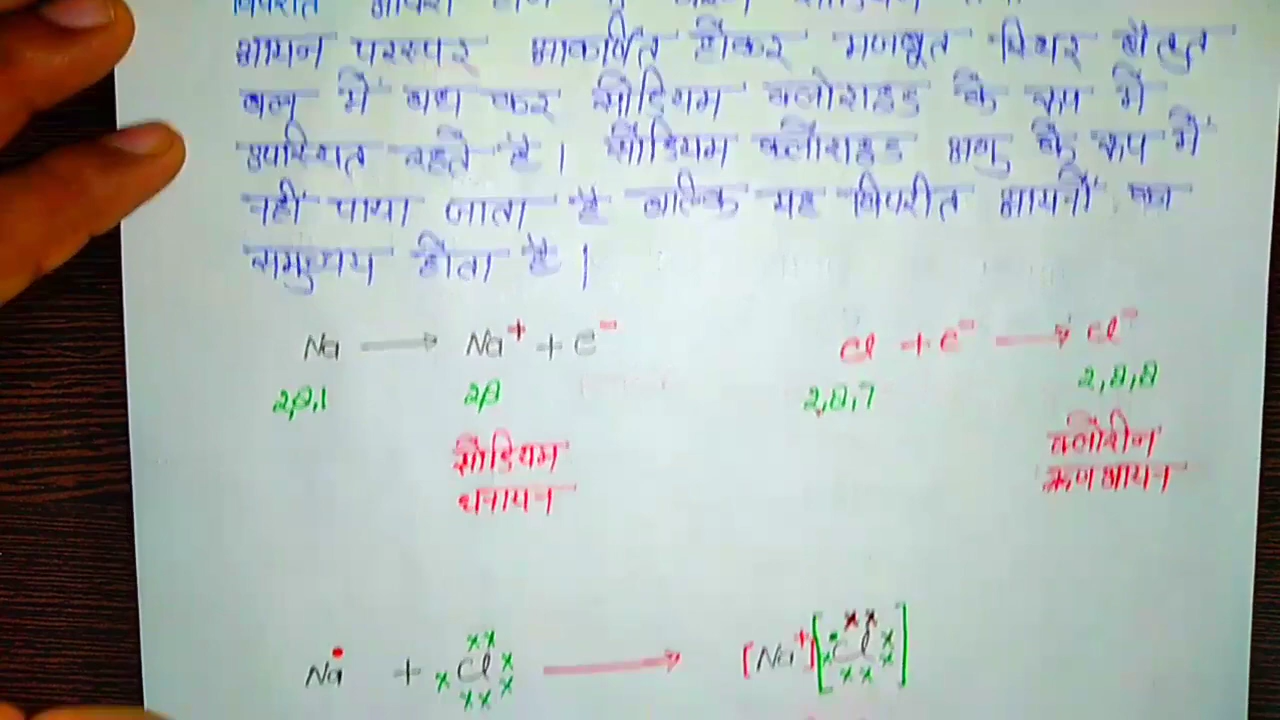 आयन परस्पर आकर्षित होकर मजबूत स्थिर वैद्युत
बल में बंध कर सोडियम क्लोराइड के रूप में
उपस्थित रहते है। सोडियम क्लोराइड अणु के रूप में
नहीं पाया जाता है बल्कि यह विपरीत आयनों का
समुच्चय होता है।
Na → Na⁺ + e⁻ Cl + e⁻ → Cl⁻
2,8,1 2,8 2,8,7 2,8,8
सोडियम क्लोरीन
धनायन ऋण आयन
Na + Cl → [Na⁺][Cl]